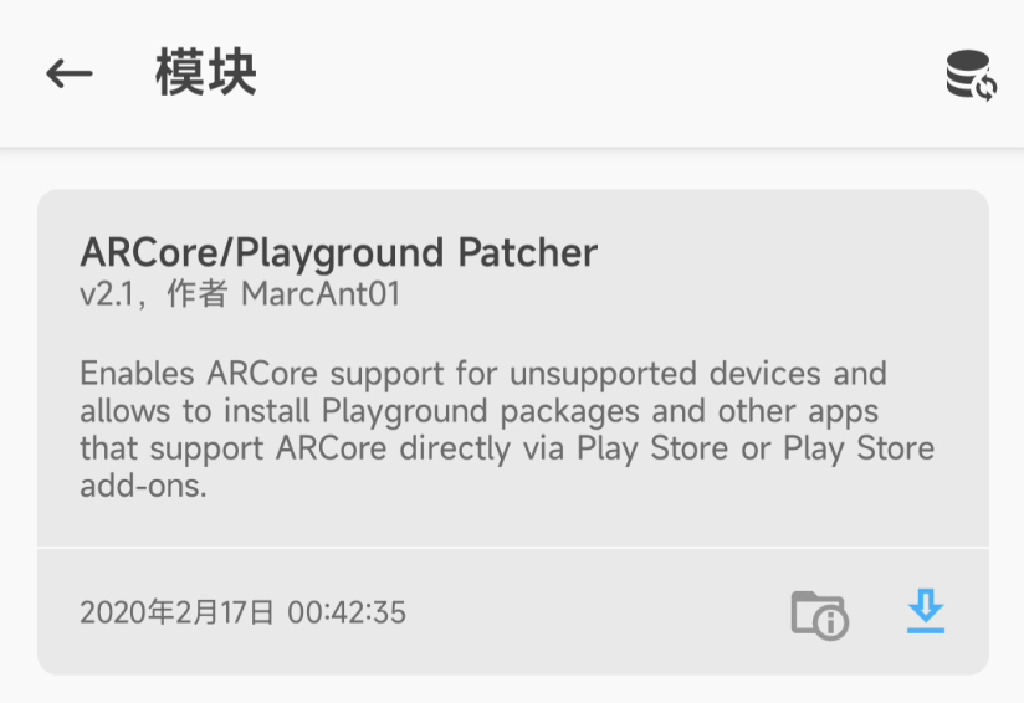 模块
ARCore/Playground Patcher
v2.1，作者 MarcAnt01
Enables ARCore support for unsupported devices and
allows to install Playground packages and other apps
that support ARCore directly via Play Store or Play Store
add-ons.
2020年2月17日 00:42:35